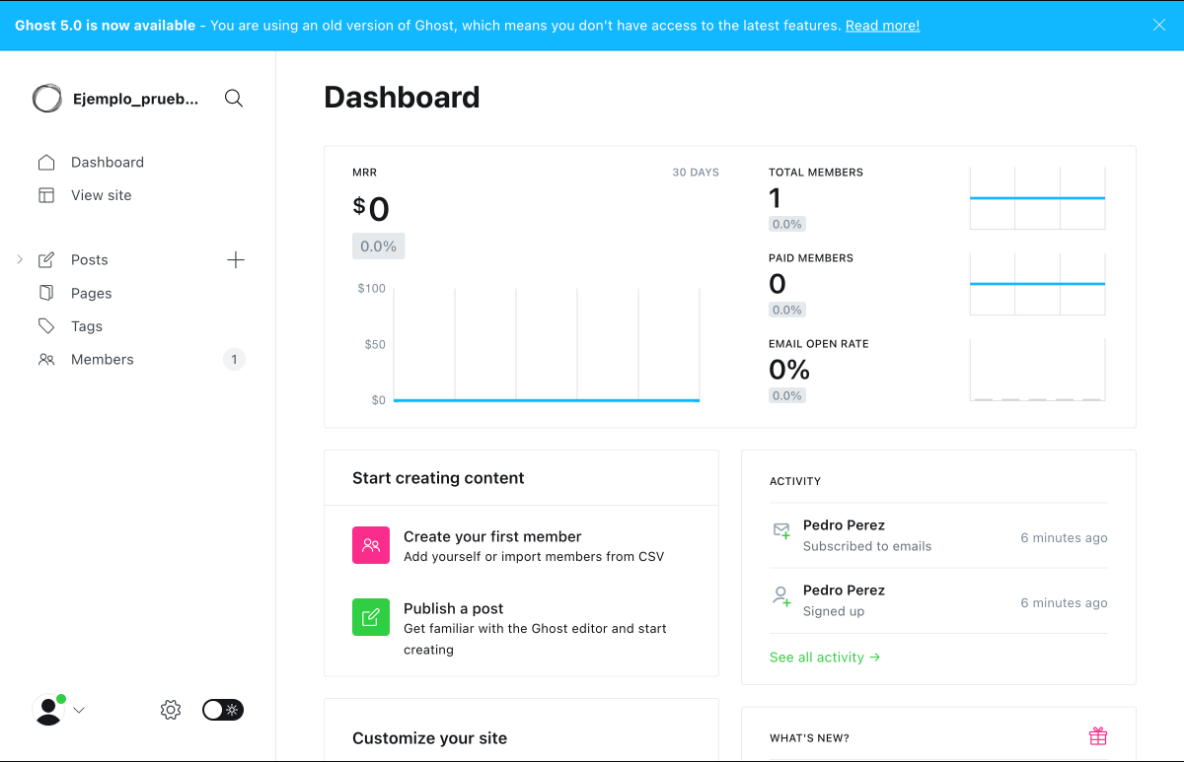 Ghost 5.0 is now available - You are using an old version of Ghost, which means you don't have access to the latest features. Read more!
Ejemplo_prueb...
Dashboard
View site
Posts
Pages
Tags
Members 1
Dashboard
MRR 30 DAYS
$0
0.0%
$100
$50
$0
TOTAL MEMBERS
1
0.0%
PAID MEMBERS
0
0.0%
EMAIL OPEN RATE
0%
0.0%
Start creating content
Create your first member
Add yourself or import members from CSV
Publish a post
Get familiar with the Ghost editor and start
creating
Customize your site
ACTIVITY
Pedro Perez
Subscribed to emails
6 minutes ago
Pedro Perez
Signed up
6 minutes ago
See all activity →
WHAT'S NEW?